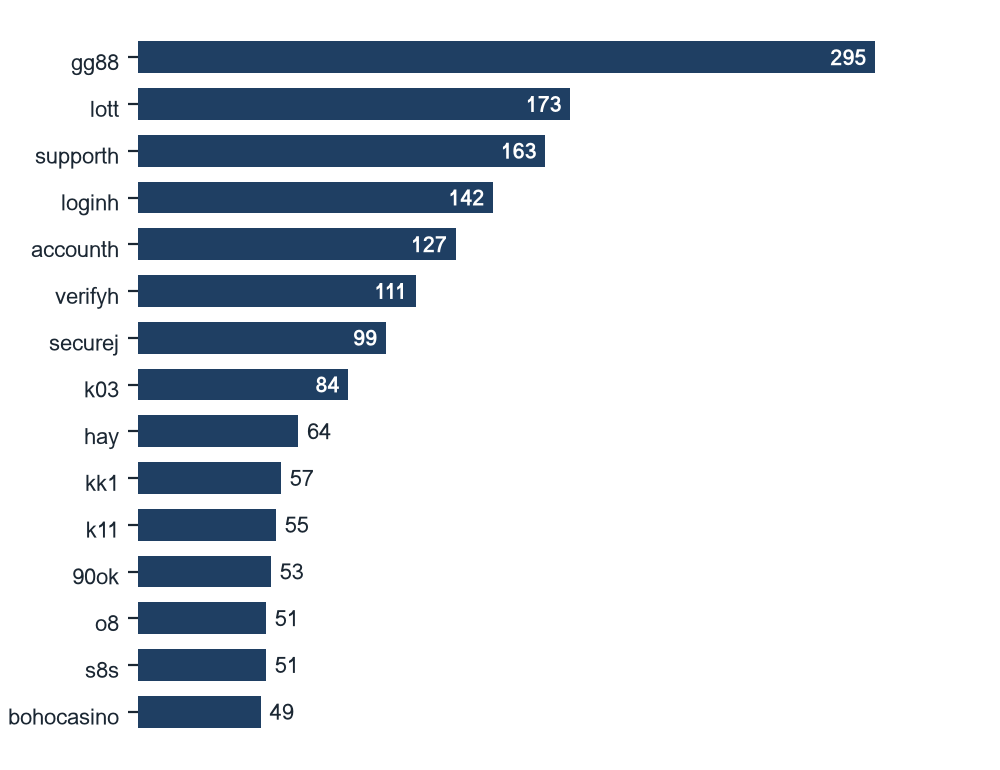 gg88 295
lott 173
supporth 163
loginh 142
accounth 127
verifyh 111
securej 99
k03 84
hay 64
kk1 57
k11 55
90ok 53
o8 51
s8s 51
bohocasino 49